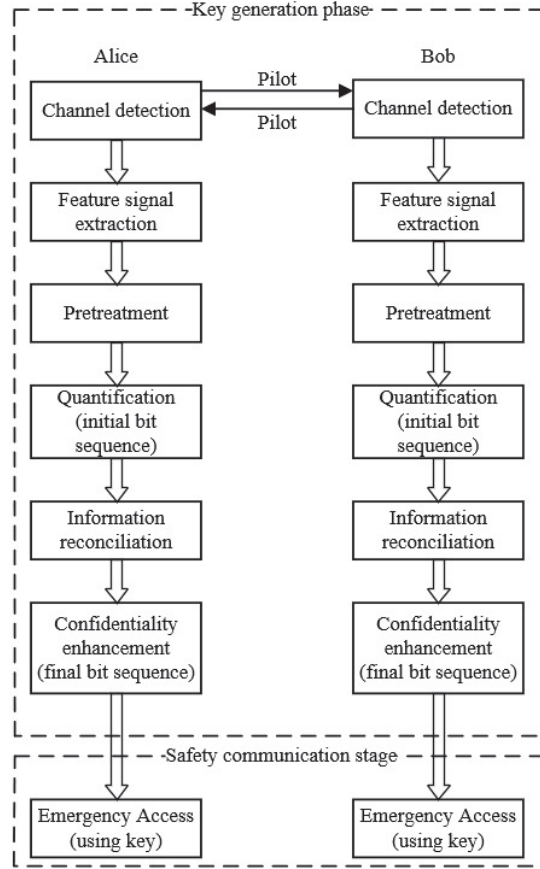 Key generation phase
Alice
Bob
Pilot
Channel detection
Channel detection
Pilot
Feature signal
extraction
Feature signal
extraction
Pretreatment
Pretreatment
Quantification
(initial bit
sequence)
Quantification
(initial bit
sequence)
Information
reconciliation
Information
reconciliation
Confidentiality
enhancement
(final bit sequence)
Confidentiality
enhancement
(final bit sequence)
Safety communication stage
Emergency Access
(using key)
Emergency Access
(using key)